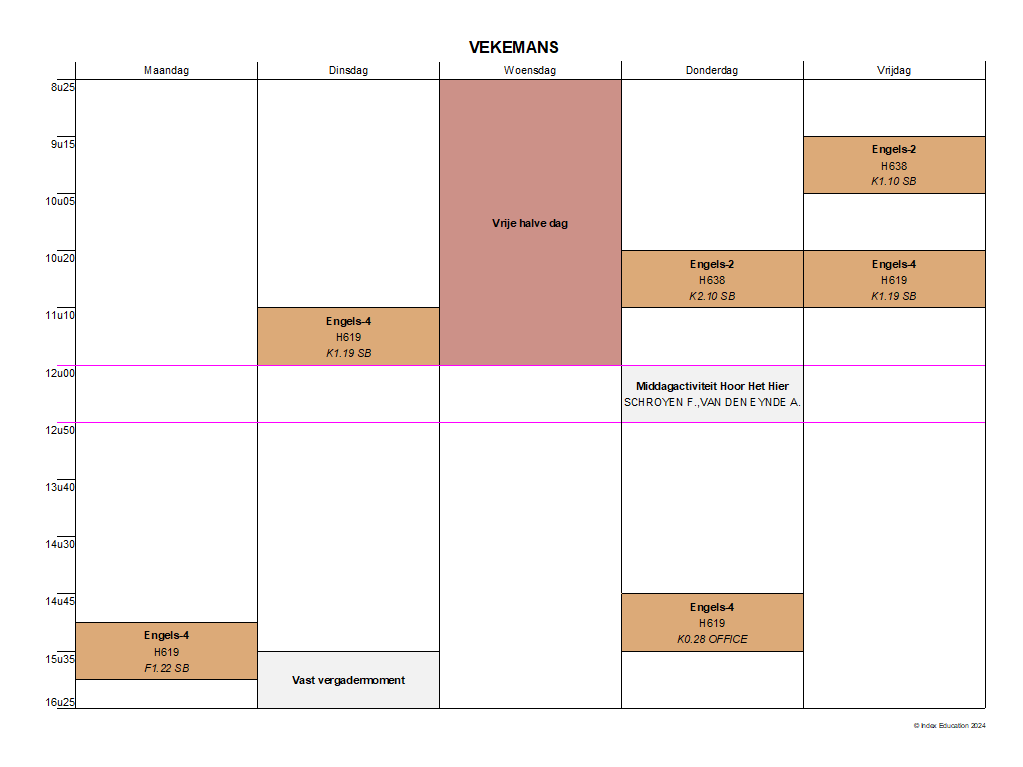 VEKEMANS
Maandag Dinsdag Woensdag Donderdag Vrijdag
8u25
9u15
Engels-2
H638
K1.10 SB
10u05
Vrije halve dag
10u20
Engels-2
H638
K2.10 SB
Engels-4
H619
K1.19 SB
11u10
Engels-4
H619
K1.19 SB
12u00
Middagactiviteit Hoor Het Hier
SCHROYEN F.,VAN DEN EYNDE A.
12u50
13u40
14u30
14u45
Engels-4
H619
K0.28 OFFICE
Engels-4
H619
F1.22 SB
15u35
Vast vergadermoment
16u25
© Index Education 2024